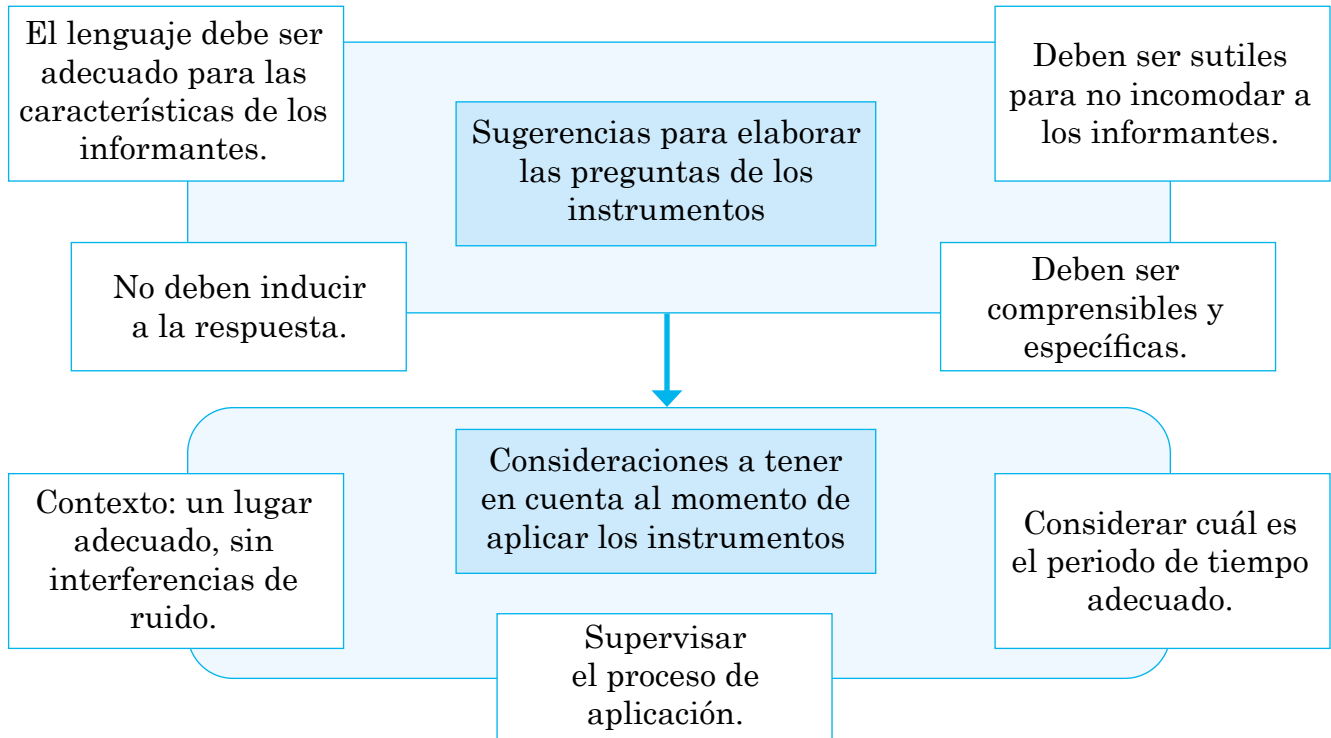 El lenguaje debe ser
adecuado para las
características de los
informantes.
Sugerencias para elaborar
las preguntas de los
instrumentos
Deben ser sutiles
para no incomodar a
los informantes.
No deben inducir
a la respuesta.
Deben ser
comprensibles y
específicas.
Consideraciones a tener
en cuenta al momento de
aplicar los instrumentos
Contexto: un lugar
adecuado, sin
interferencias de
ruido.
Considerar cuál es
el periodo de tiempo
adecuado.
Supervisar
el proceso de
aplicación.